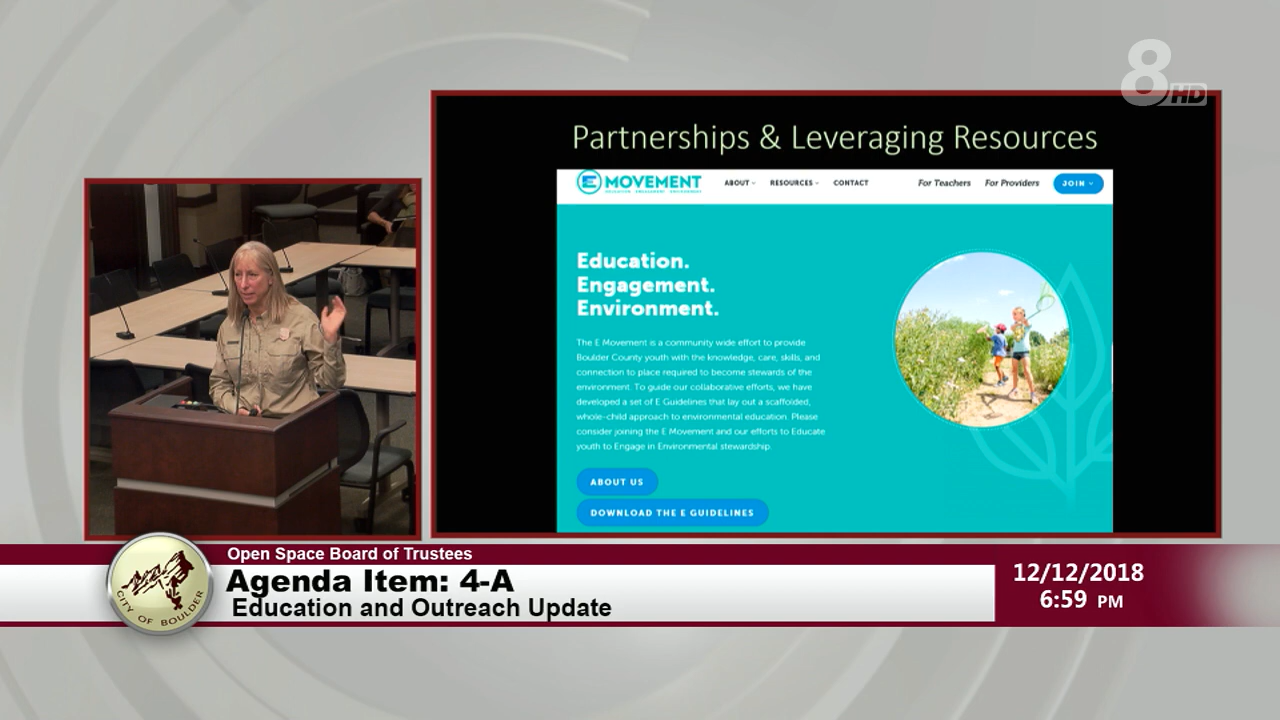 8HD
Partnerships & Leveraging Resources
E MOVEMENT
EDUCATION ENGAGEMENT ENVIRONMENT
ABOUT
RESOURCES
CONTACT
For Teachers
For Providers
JOIN
Education.
Engagement.
Environment.
The E Movement is a community wide effort to provide
Boulder County youth with the knowledge, care, skills, and
connection to place required to become stewards of the
environment. To guide our collaborative efforts, we have
developed a set of E Guidelines that lay out a scaffolded,
whole-child approach to environmental education. Please
consider joining the E Movement and our efforts to Educate
youth to Engage in Environmental stewardship.
ABOUT US
DOWNLOAD THE E GUIDELINES
Open Space Board of Trustees
Agenda Item: 4-A
Education and Outreach Update
CITY OF BOULDER
12/12/2018
6:59 PM